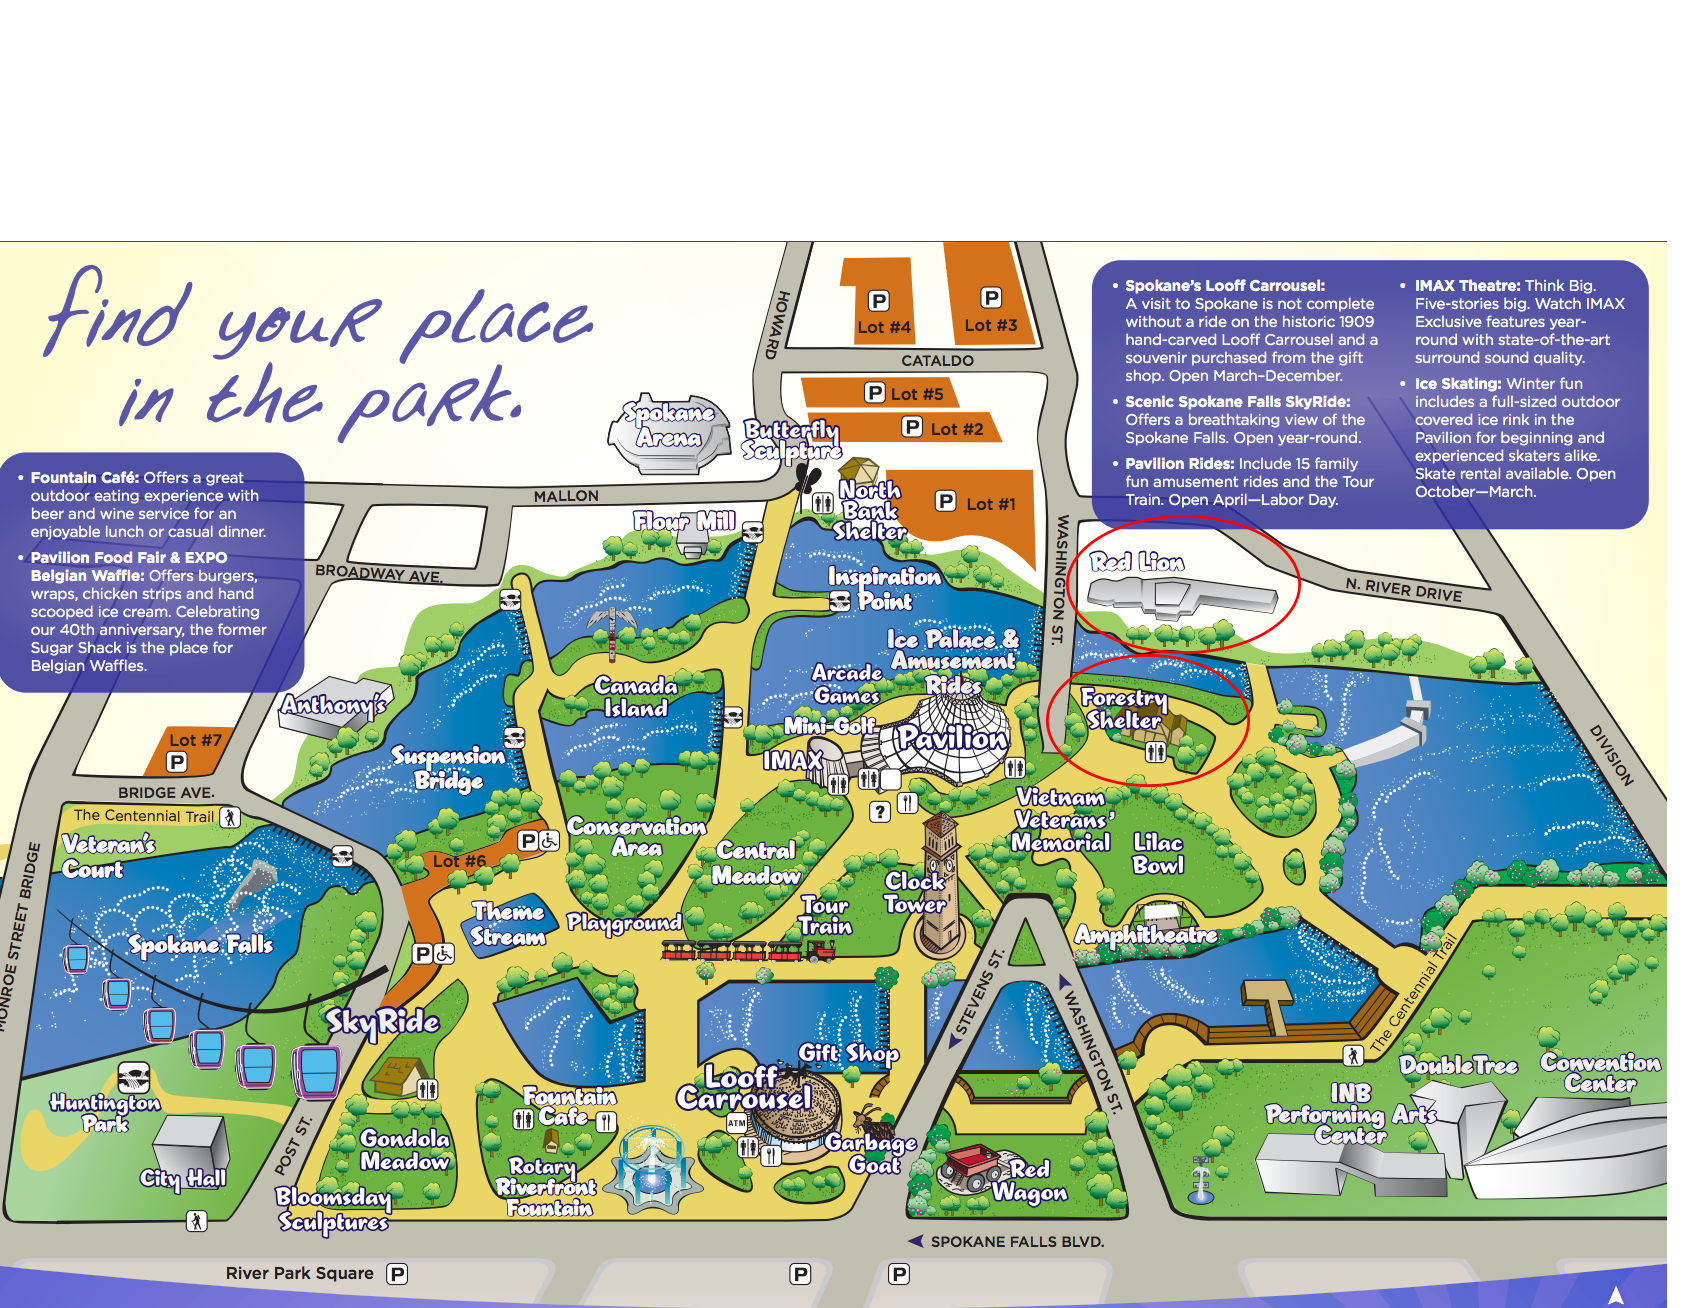 find your place
in the park.
• Fountain Café: Offers a great
outdoor eating experience with
beer and wine service for an
enjoyable lunch or casual dinner.
• Pavilion Food Fair & EXPO
Belgian Waffle: Offers burgers,
wraps, chicken strips and hand
scooped ice cream. Celebrating
our 40th anniversary, the former
Sugar Shack is the place for
Belgian Waffles.
• Spokane's Looff Carrousel:
A visit to Spokane is not complete
without a ride on the historic 1909
hand-carved Looff Carrousel and a
souvenir purchased from the gift
shop. Open March–December.
• Scenic Spokane Falls SkyRide:
Offers a breathtaking view of the
Spokane Falls. Open year-round.
• Pavilion Rides: Include 15 family
fun amusement rides and the Tour
Train. Open April—Labor Day.
• IMAX Theatre: Think Big.
Five-stories big. Watch IMAX
Exclusive features year-
round with state-of-the-art
surround sound quality.
• Ice Skating: Winter fun
includes a full-sized outdoor
covered ice rink in the
Pavilion for beginning and
experienced skaters alike.
Skate rental available. Open
October—March.
HOWARD
P
Lot #4
P
Lot #3
CATALDO
P Lot #5
P Lot #2
Spokane
Arena
Butterfly
Sculpture
MALLON
North
Bank
Shelter
P Lot #1
Flour Mill
WASHINGTON ST.
Red Lion
N. RIVER DRIVE
BROADWAY AVE.
Inspiration
Point
Ice Palace &
Amusement
Rides
Arcade
Games
Canada
Island
Forestry
Shelter
Anthony's
Mini-Golf
Pavilion
IMAX
Lot #7
P
Suspension
Bridge
DIVISION
BRIDGE AVE.
The Centennial Trail
?
Vietnam
Veterans'
Memorial
Conservation
Area
P
Lot #6
Veteran's
Court
Central
Meadow
Lilac
Bowl
Clock
Tower
MONROE STREET BRIDGE
Theme
Stream
Playground
Tour
Train
Amphitheatre
Spokane Falls
P
STEVENS ST.
WASHINGTON ST.
The Centennial Trail
SkyRide
Gift Shop
Looff
Carrousel
DoubleTree
Convention
Center
Huntington
Park
Fountain
Cafe
ATM
INB
Performing Arts
Center
Garbage
Goat
Gondola
Meadow
City Hall
POST ST.
Rotary
Riverfront
Fountain
Red
Wagon
Bloomsday
Sculptures
SPOKANE FALLS BLVD.
River Park Square P
P
P